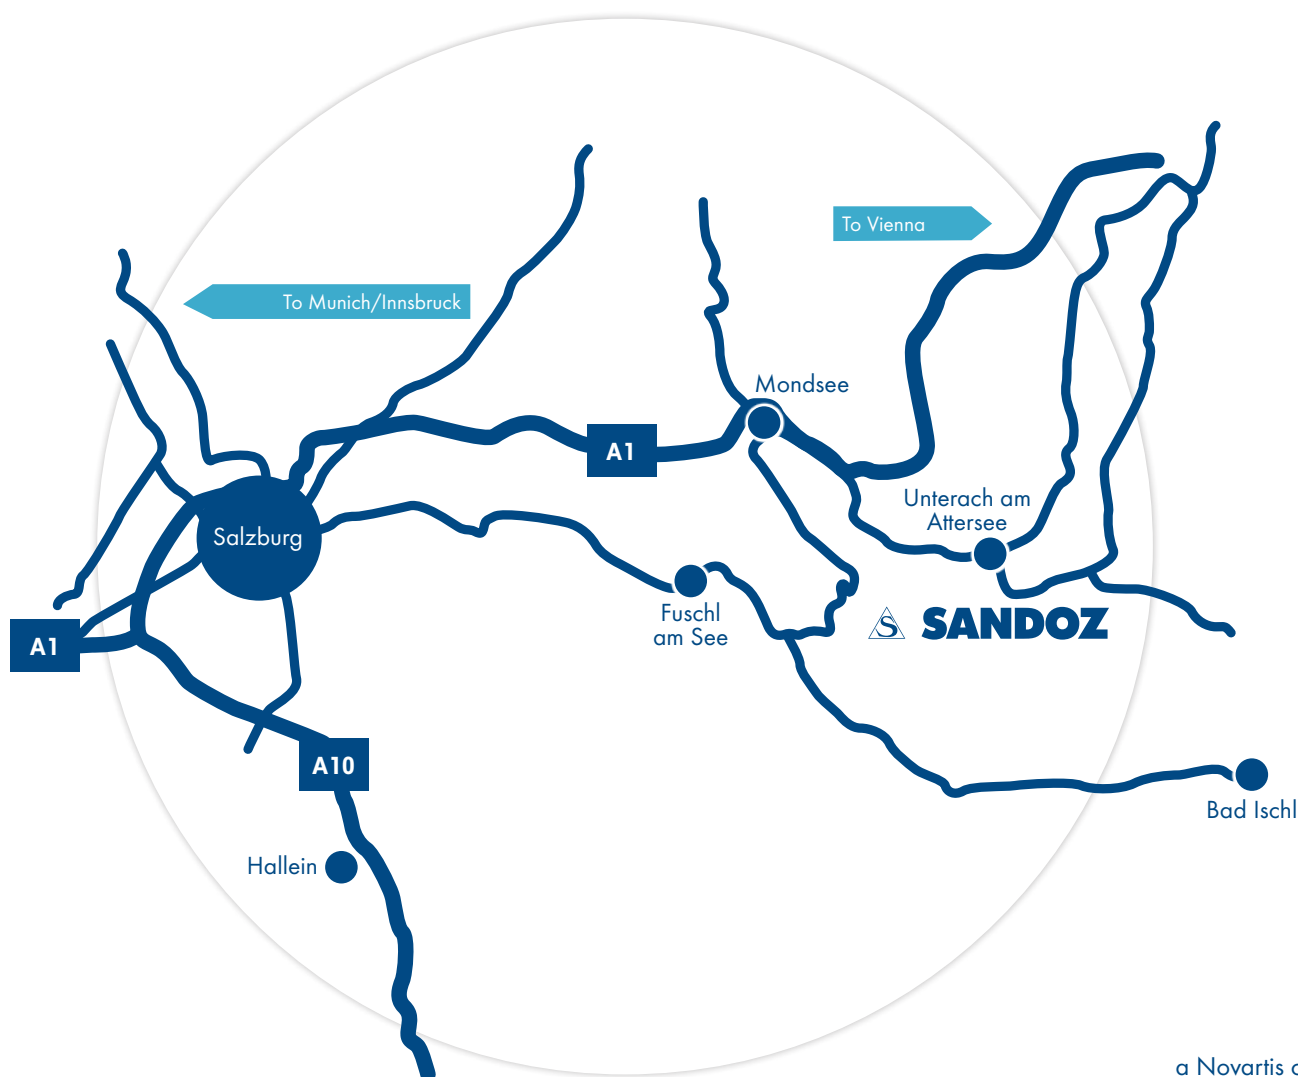 To Vienna
To Munich/Innsbruck
Mondsee
A1
Unterach am
Attersee
Salzburg
Fuschl
am See
S SANDOZ
A1
A10
Bad Ischl
Hallein
a Novartis